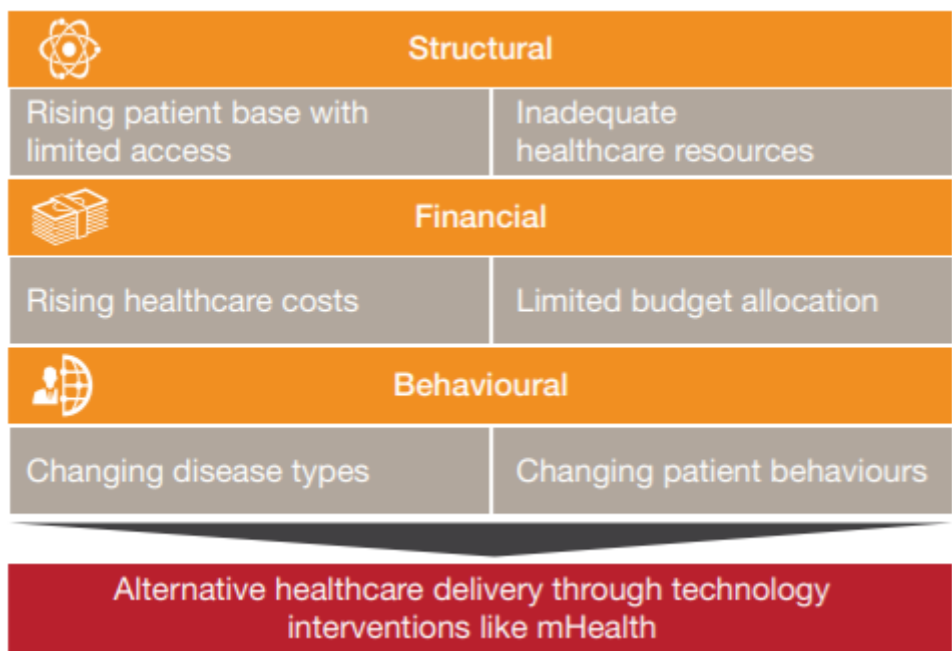 Structural
Rising patient base with
limited access
Inadequate
healthcare resources
Financial
Rising healthcare costs
Limited budget allocation
Behavioural
Changing disease types
Changing patient behaviours
Alternative healthcare delivery through technology
interventions like mHealth